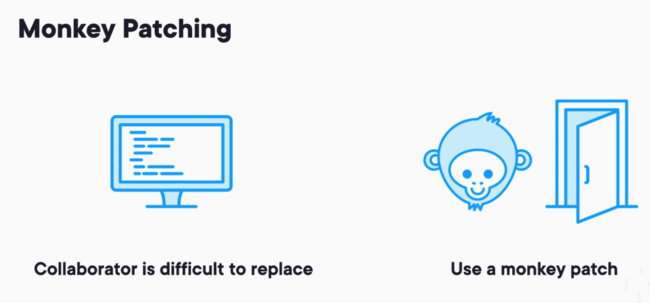 Monkey Patching
Collaborator is difficult to replace
Use a monkey patch